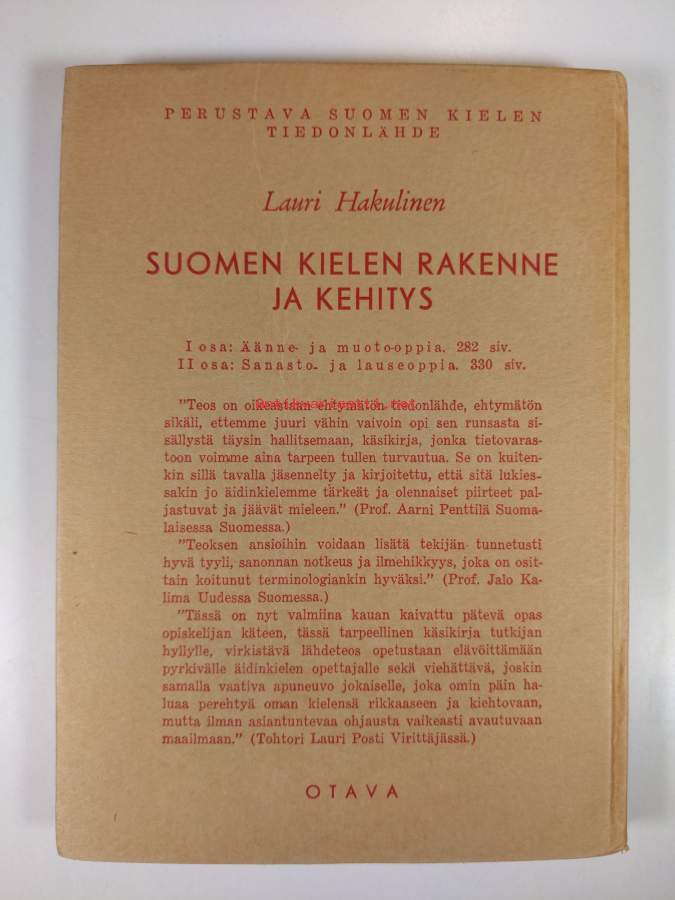 PERUSTAVA SUOMEN KIELEN
TIEDONLÄHDE
Lauri Hakulinen
SUOMEN KIELEN RAKENNE
JA KEHITYS
I osa: Äänne- ja muoto-oppia. 282 siv.
II osa: Sanasto- ja lauseoppia. 330 siv.
"Teos on oikeastaan ehtymätön tiedonlähde, ehtymätön
sikäli, ettemme juuri vähin vaivoin opi sen runsasta si-
sällystä täysin hallitsemaan, käsikirja, jonka tietovaras-
toon voimme aina tarpeen tullen turvautua. Se on kuiten-
kin sillä tavalla jäsennelty ja kirjoitettu, että sitä lukies-
sakin jo äidinkielemme tärkeät ja olennaiset piirteet pal-
jastuvat ja jäävät mieleen." (Prof. Aarni Penttilä Suoma-
laisessa Suomessa.)
"Teoksen ansioihin voidaan lisätä tekijän tunnetusti
hyvä tyyli, sanonnan notkeus ja ilmehikkyys, joka on osit-
tain koitunut terminologiankin hyväksi." (Prof. Jalo Ka-
lima Uudessa Suomessa.)
"Tässä on nyt valmiina kauan kaivattu pätevä opas
opiskelijan käteen, tässä tarpeellinen käsikirja tutkijan
hyllylle, virkistävä lähdeteos opetustaan elävöittämään
pyrkivälle äidinkielen opettajalle sekä viehättävä, joskin
samalla vaativa apuneuvo jokaiselle, joka omin päin ha-
luaa perehtyä oman kielensä rikkaaseen ja kiehtovaan,
mutta ilman asiantuntevaa ohjausta vaikeasti avautuvaan
maailmaan." (Tohtori Lauri Posti Virittäjässä.)
OTAVA